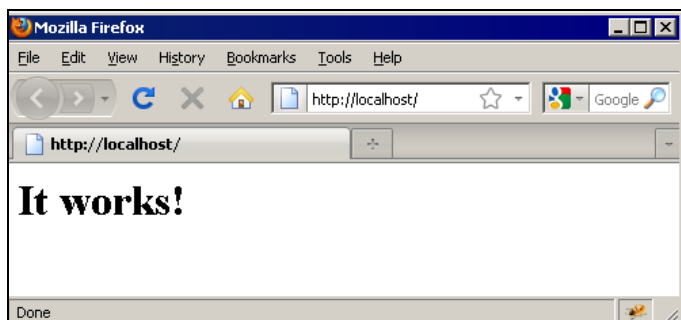 Mozilla Firefox
File Edit View History Bookmarks Tools Help
http://localhost/ Google
http://localhost/
It works!
Done